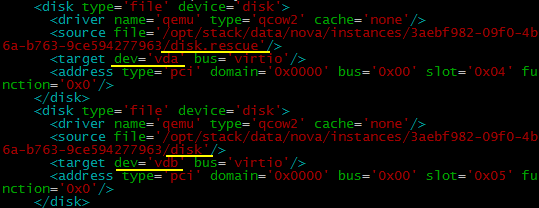 <disk type='file' device='disk'>
<driver name='qemu' type='qcow2' cache='none'/>
<source file='/opt/stack/data/nova/instances/3aebf982-09f0-4b
6a-b763-9ce594277963/disk.rescue'/>
<target dev='vda' bus='virtio'/>
<address type='pci' domain='0x0000' bus='0x00' slot='0x04' fu
nction='0x0'/>
</disk>
<disk type='file' device='disk'>
<driver name='qemu' type='qcow2' cache='none'/>
<source file='/opt/stack/data/nova/instances/3aebf982-09f0-4b
6a-b763-9ce594277963/disk'/>
<target dev='vdb' bus='virtio'/>
<address type='pci' domain='0x0000' bus='0x00' slot='0x05' fu
nction='0x0'/>
</disk>